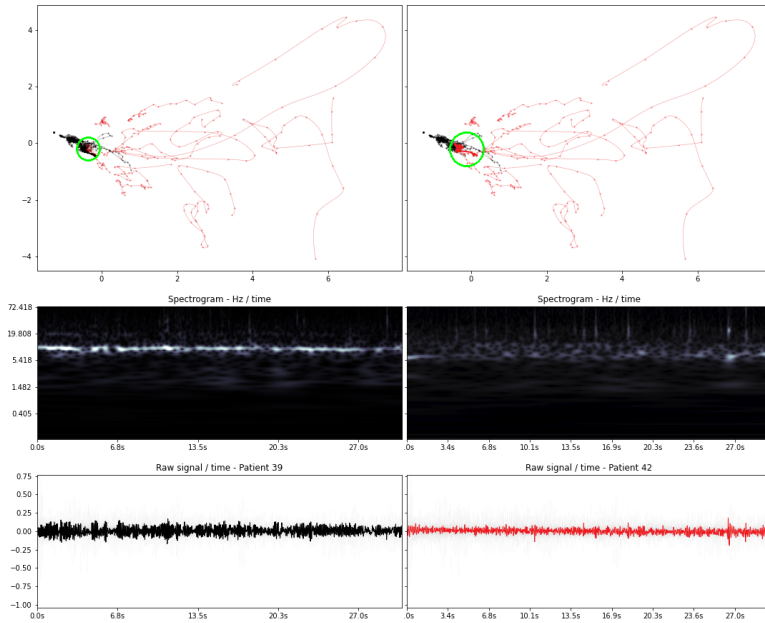 4
2
0
−2
−4
0 2 4 6
0 2 4 6
Spectrogram - Hz / time
Spectrogram - Hz / time
72.418
19.808
5.418
1.482
0.405
0.0s 6.8s 13.5s 20.3s 27.0s
0.0s 3.4s 6.8s 10.1s 13.5s 16.9s 20.3s 23.6s 27.0s
Raw signal / time - Patient 39
Raw signal / time - Patient 42
0.75
0.50
0.25
0.00
−0.25
−0.50
−0.75
−1.00
0.0s 6.8s 13.5s 20.3s 27.0s
0.0s 3.4s 6.8s 10.1s 13.5s 16.9s 20.3s 23.6s 27.0s